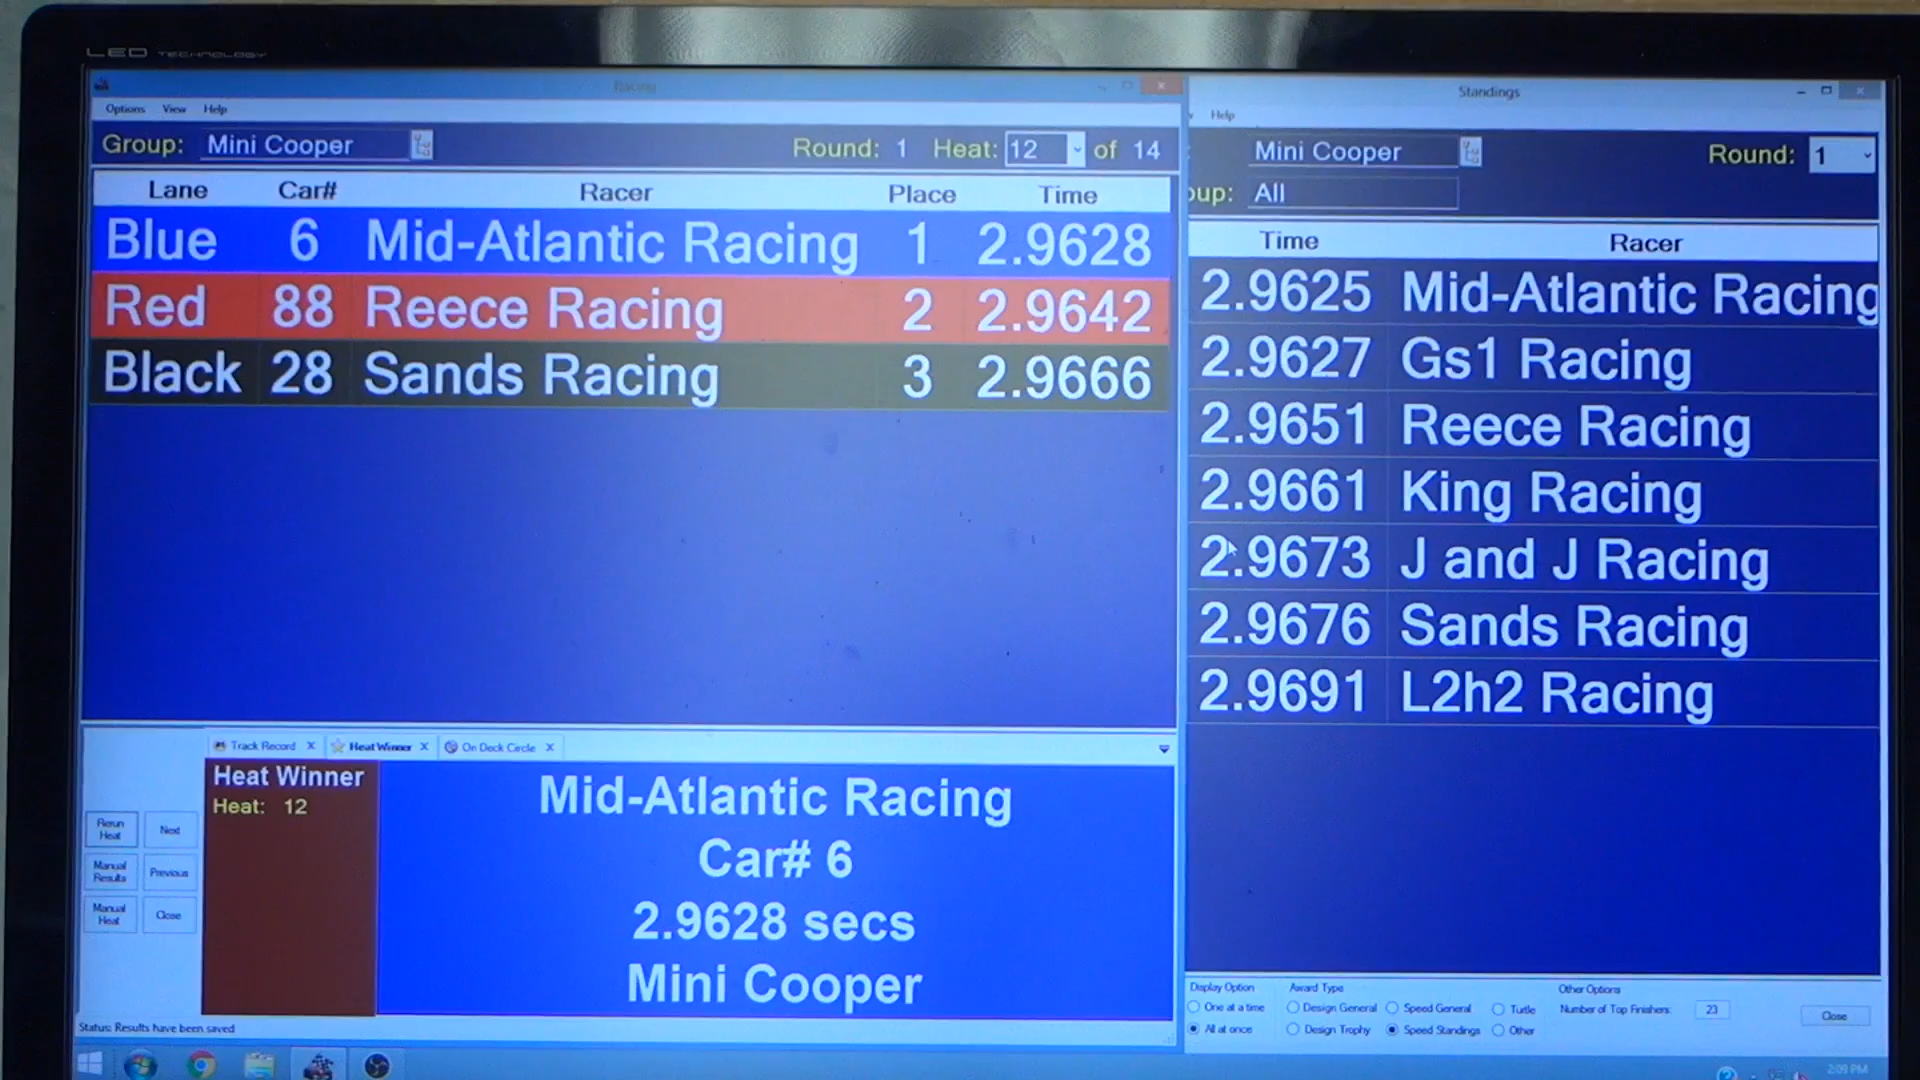 LED TECHNOLOGY
Racing
Options View Help
Group: Mini Cooper Round: 1 Heat: 12 of 14
Lane Car# Racer Place Time
Blue 6 Mid-Atlantic Racing 1 2.9628
Red 88 Reece Racing 2 2.9642
Black 28 Sands Racing 3 2.9666
Track Record X Heat Winner X On Deck Circle X
Heat Winner
Heat: 12
Mid-Atlantic Racing
Car# 6
2.9628 secs
Mini Cooper
Rerun Heat
Next
Manual Results
Previous
Manual Heat
Close
Status: Results have been saved
Standings
Help
Mini Cooper Round: 1
oup: All
Time Racer
2.9625 Mid-Atlantic Racing
2.9627 Gs1 Racing
2.9651 Reece Racing
2.9661 King Racing
2.9673 J and J Racing
2.9676 Sands Racing
2.9691 L2h2 Racing
Display Option Award Type Other Options
One at a time Design General Speed General Turtle Number of Top Finishers: 23 Close
All at once Design Trophy Speed Standings Other
2:09 PM